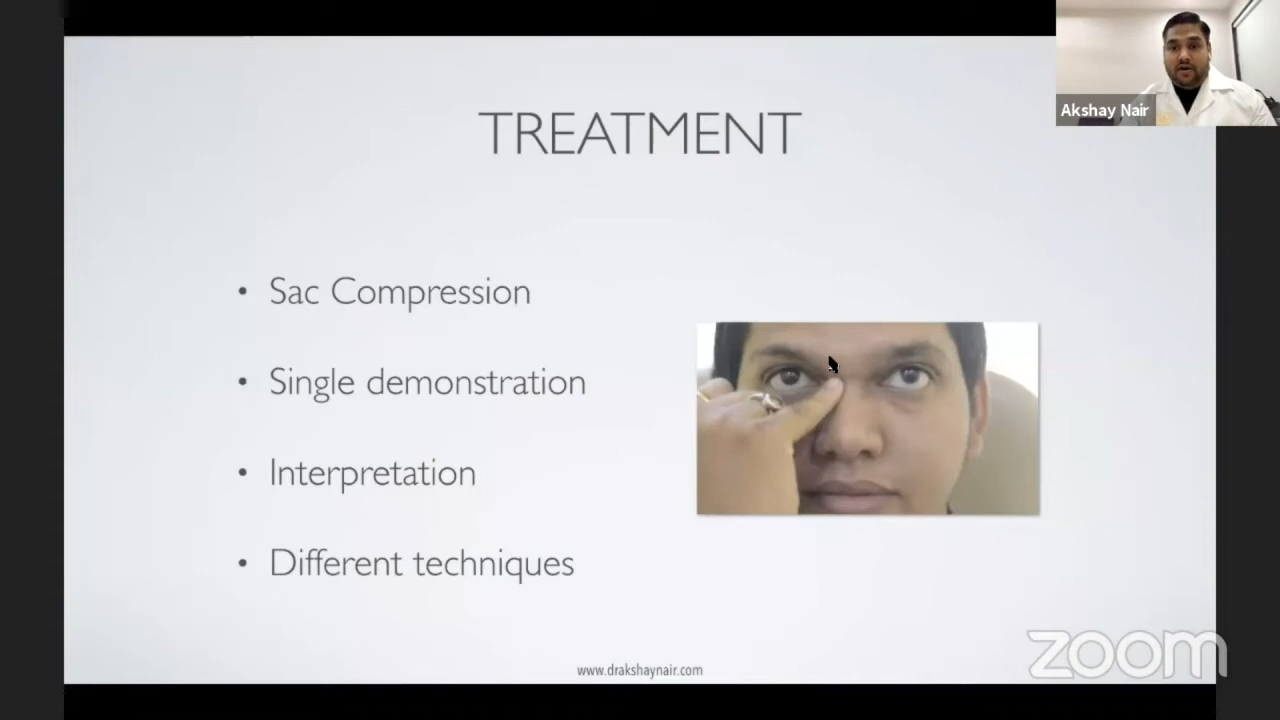 Akshay Nair
TREATMENT
• Sac Compression
• Single demonstration
• Interpretation
• Different techniques
www.drakshaynair.com
zoom